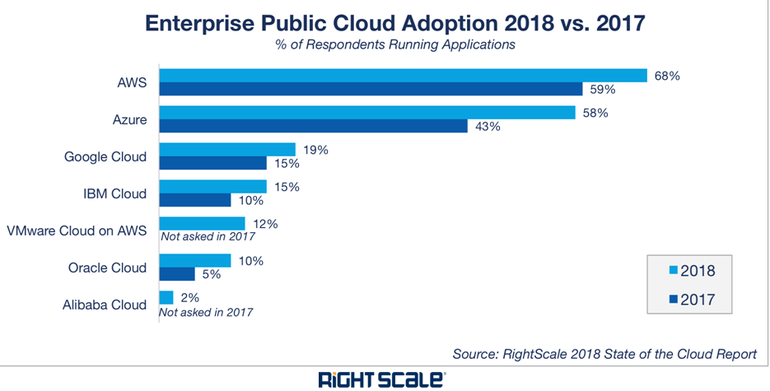 Enterprise Public Cloud Adoption 2018 vs. 2017
% of Respondents Running Applications
AWS
68%
59%
Azure
58%
43%
Google Cloud
19%
15%
IBM Cloud
15%
10%
VMware Cloud on AWS
12%
Not asked in 2017
Oracle Cloud
10%
5%
Alibaba Cloud
2%
Not asked in 2017
2018
2017
Source: RightScale 2018 State of the Cloud Report
RIGHTSCALE